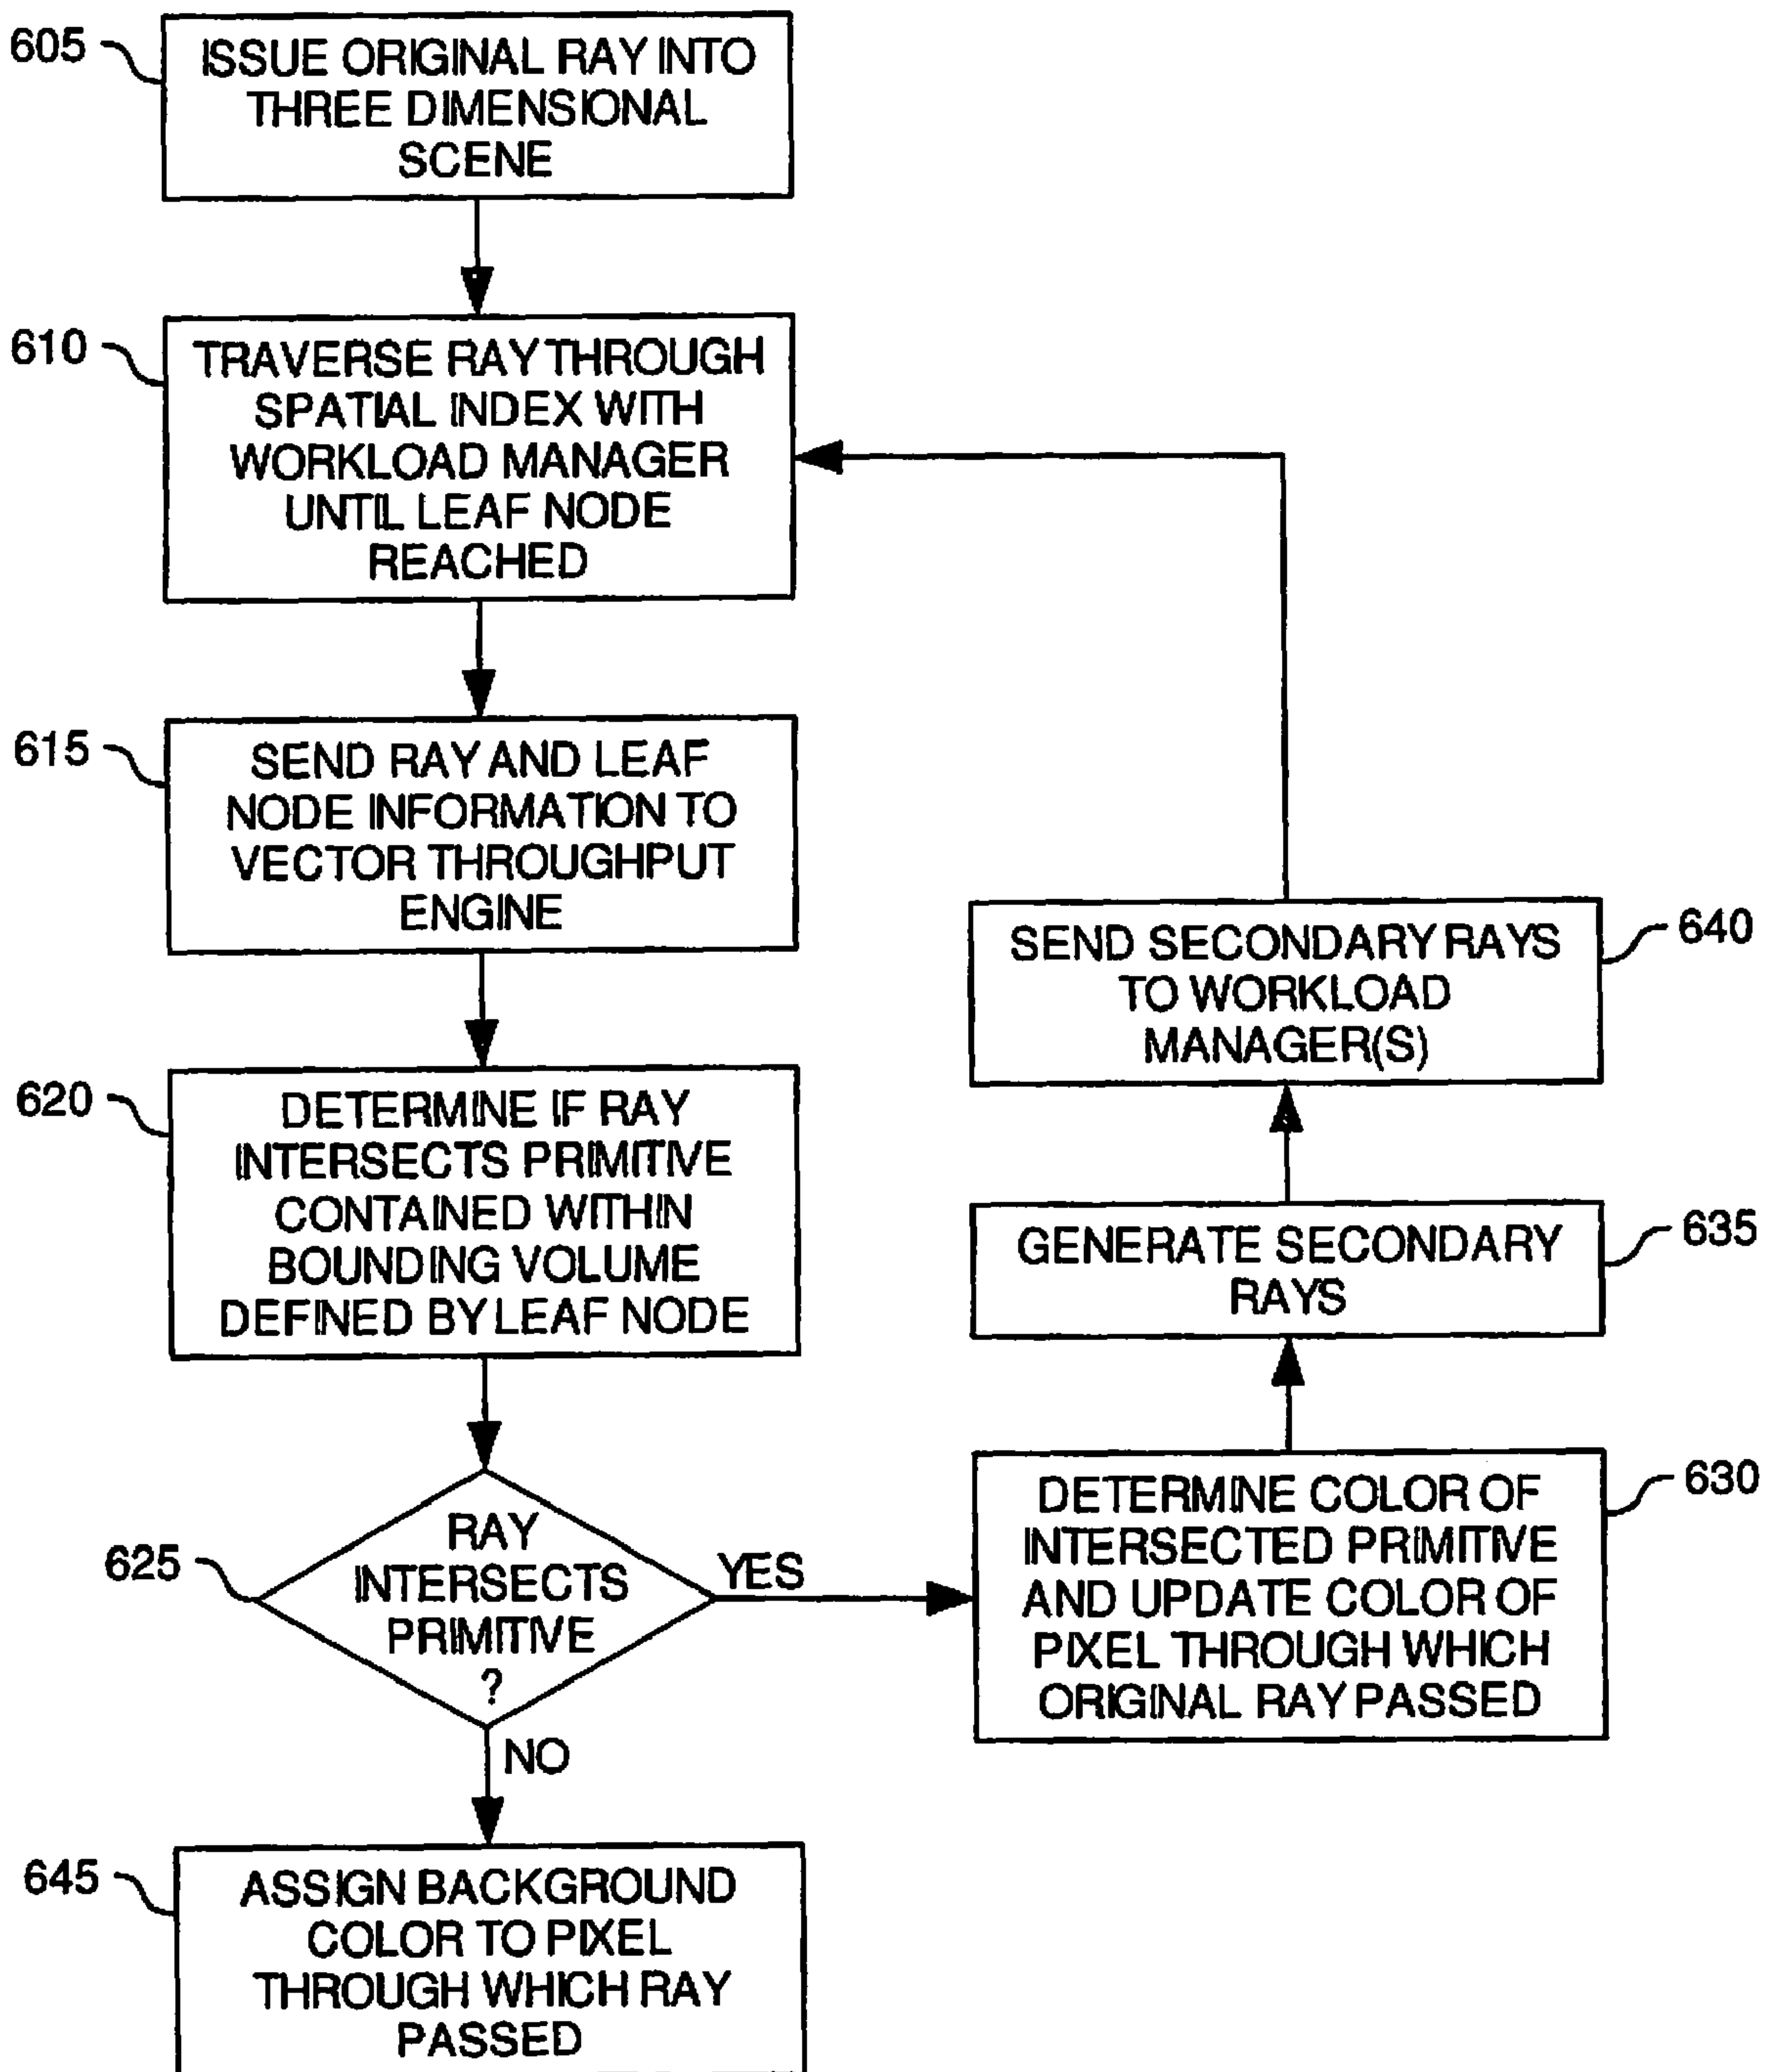 605
ISSUE ORIGINAL RAY INTO
THREE DIMENSIONAL
SCENE
610
TRAVERSE RAY THROUGH
SPATIAL INDEX WITH
WORKLOAD MANAGER
UNTIL LEAF NODE
REACHED
615
SEND RAY AND LEAF
NODE INFORMATION TO
VECTOR THROUGHPUT
ENGINE
620
DETERMINE IF RAY
INTERSECTS PRIMITIVE
CONTAINED WITHIN
BOUNDING VOLUME
DEFINED BY LEAF NODE
625
RAY
INTERSECTS
PRIMITIVE
?
YES
NO
630
DETERMINE COLOR OF
INTERSECTED PRIMITIVE
AND UPDATE COLOR OF
PIXEL THROUGH WHICH
ORIGINAL RAY PASSED
635
GENERATE SECONDARY
RAYS
640
SEND SECONDARY RAYS
TO WORKLOAD
MANAGER(S)
645
ASSIGN BACKGROUND
COLOR TO PIXEL
THROUGH WHICH RAY
PASSED